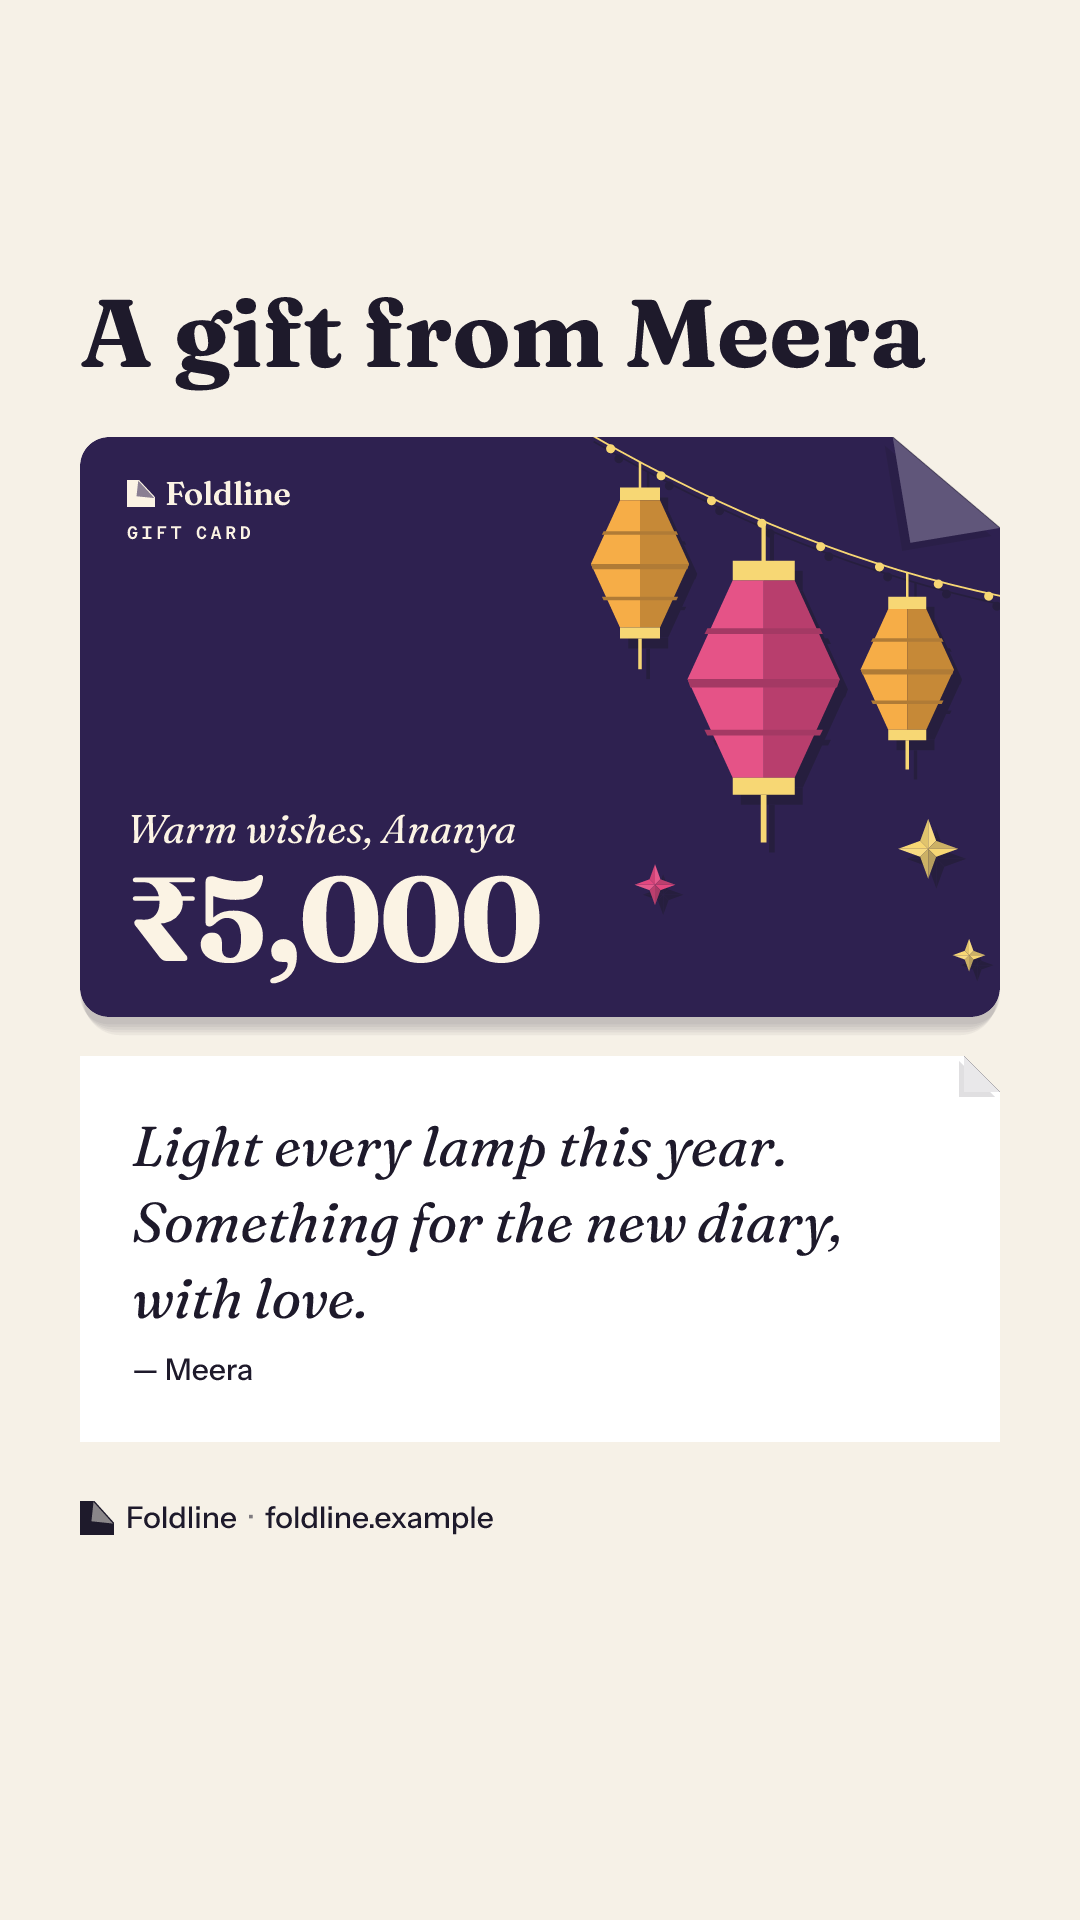 A gift from Meera
Foldline
GIFT CARD
Warm wishes, Ananya
₹5,000
Light every lamp this year.
Something for the new diary,
with love.
— Meera
Foldline · foldline.example